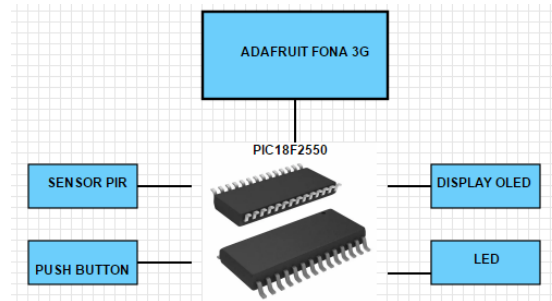 ADAFRUIT FONA 3G
PIC18F2550
SENSOR PIR
DISPLAY OLED
PUSH BUTTON
LED